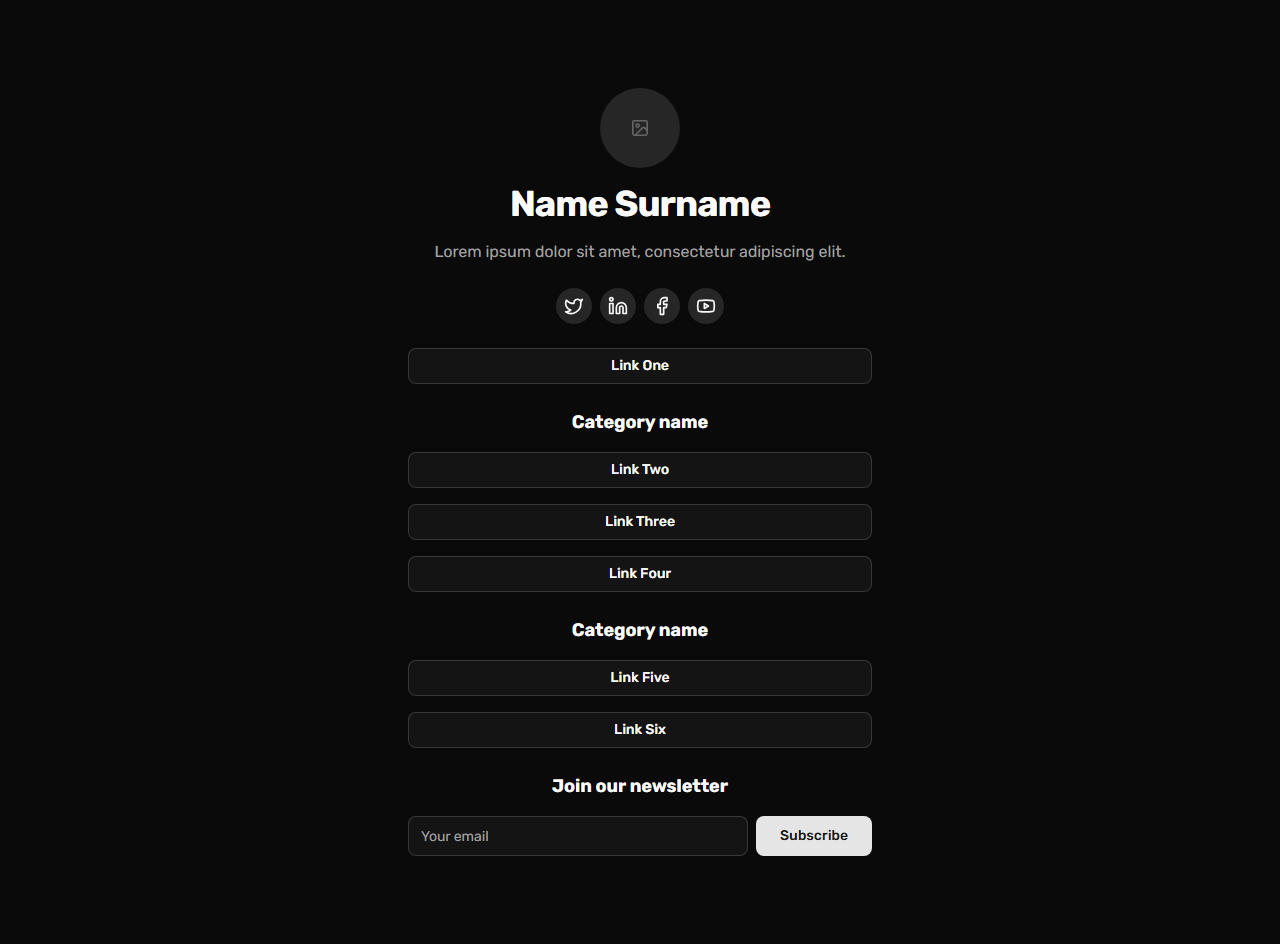 Name Surname
Lorem ipsum dolor sit amet, consectetur adipiscing elit.
Link One
Category name
Link Two
Link Three
Link Four
Category name
Link Five
Link Six
Join our newsletter
Your email
Subscribe